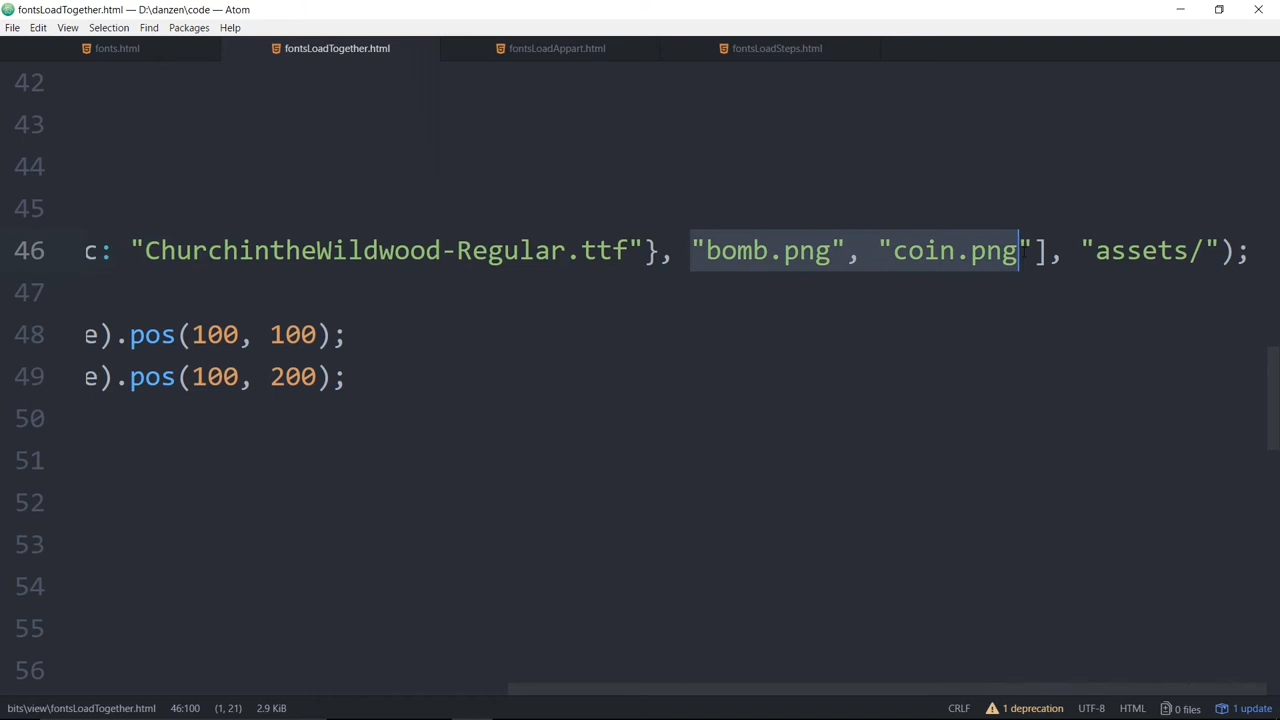 fontsLoadTogether.html — D:\danzen\code — Atom
File Edit View Selection Find Packages Help
fonts.html fontsLoadTogether.html fontsLoadAppart.html fontsLoadSteps.html
42
43
44
45
46 c: "ChurchintheWildwood-Regular.ttf"}, "bomb.png", "coin.png"], "assets/");
47
48 e).pos(100, 100);
49 e).pos(100, 200);
50
51
52
53
54
55
56
bits\view\fontsLoadTogether.html 46:100 (1, 21) 2.9 KiB CRLF 1 deprecation UTF-8 HTML 0 files 1 update